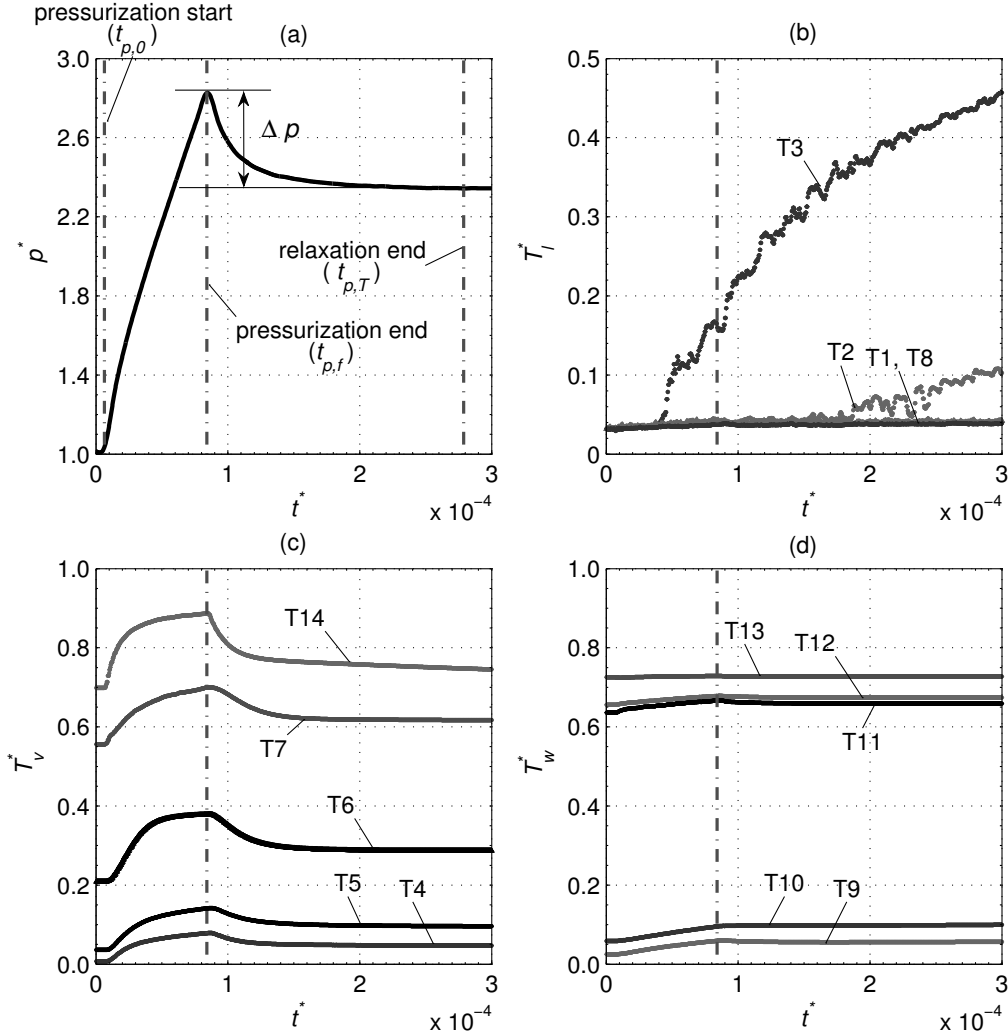 pressurization start
(t_{p,0})
(a)
3.0
2.6
2.2
1.8
1.4
1.0
p^*
Δ p
relaxation end
(t_{p,T})
pressurization end
(t_{p,f})
0
1
2
3
t^*
x 10^{-4}
(b)
0.5
0.4
0.3
0.2
0.1
0
T_l^*
T3
T2
T1, T8
0
1
2
3
t^*
x 10^{-4}
(c)
1.0
0.8
0.6
0.4
0.2
0.0
T_v^*
T14
T7
T6
T5
T4
0
1
2
3
t^*
x 10^{-4}
(d)
1.0
0.8
0.6
0.4
0.2
0.0
T_w^*
T13
T12
T11
T10
T9
0
1
2
3
t^*
x 10^{-4}